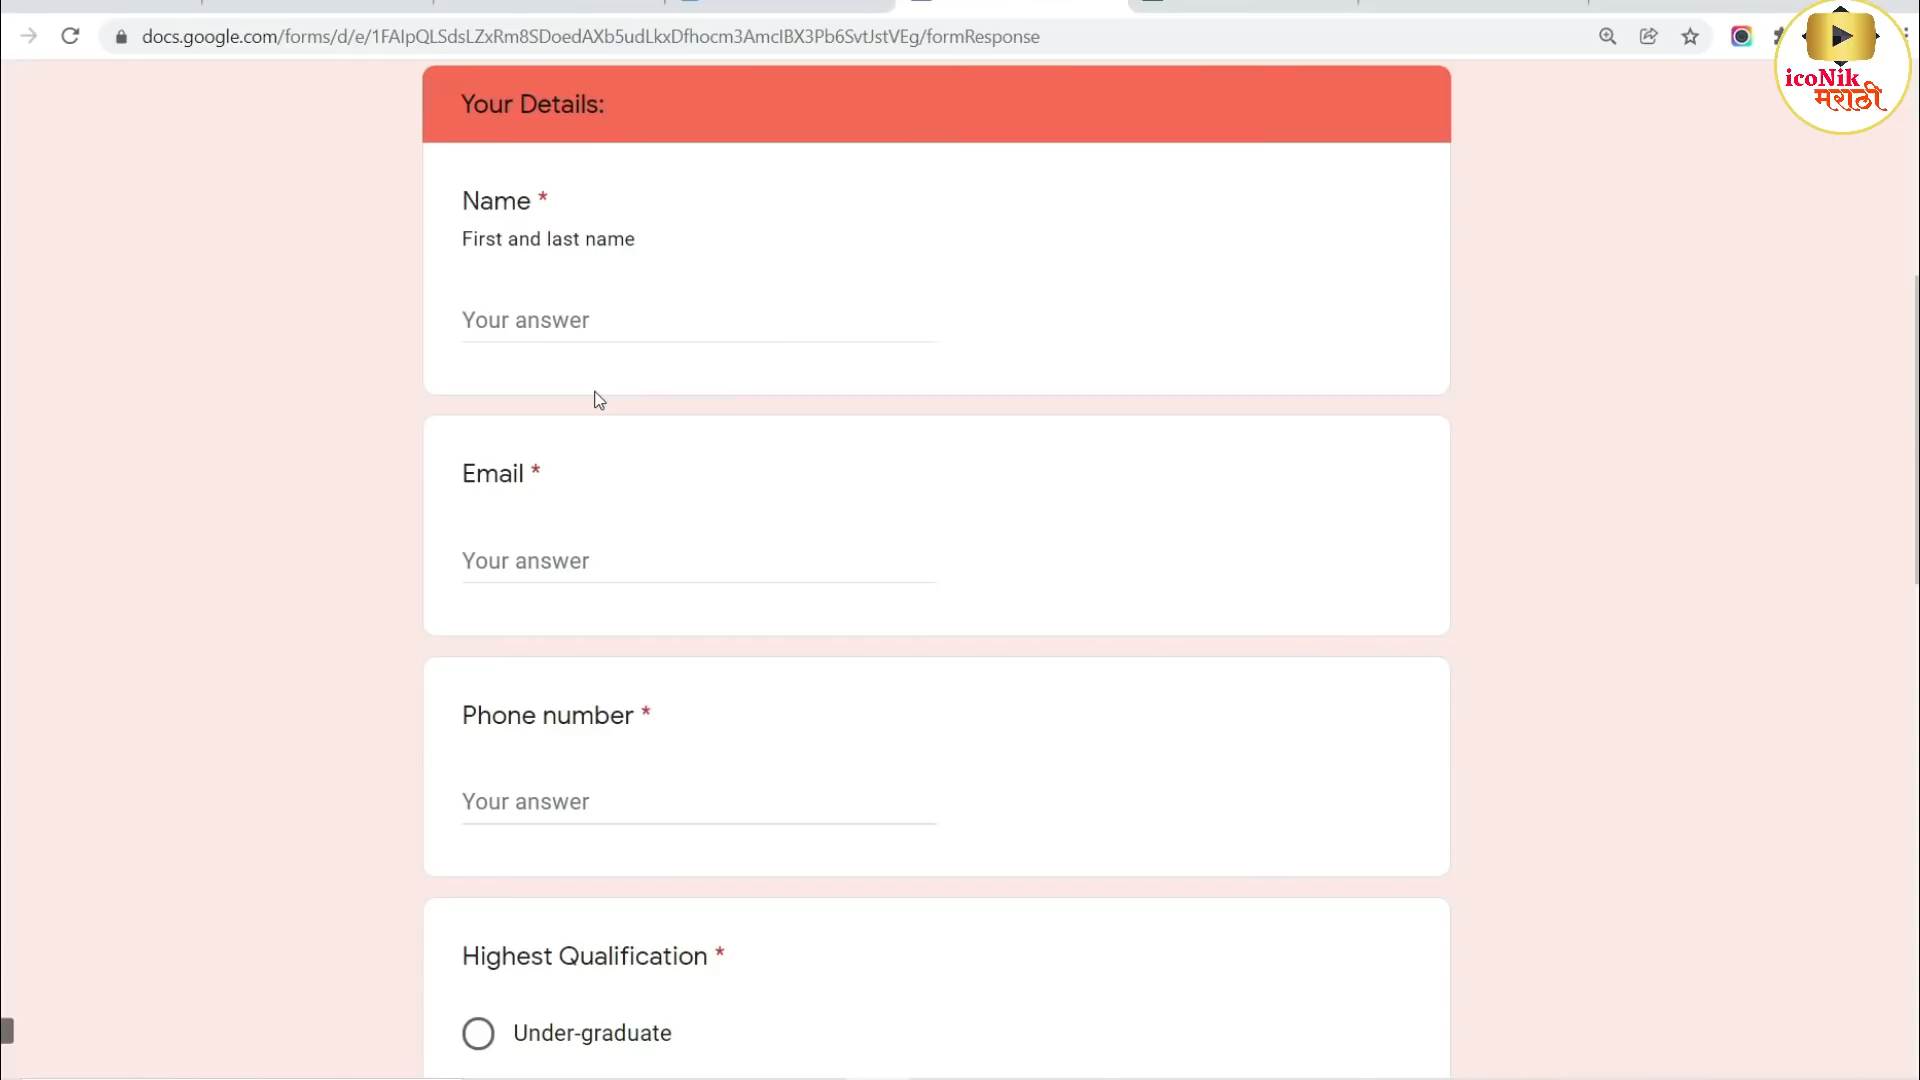 docs.google.com/forms/d/e/1FAIpQLSdsLZxRm8SDoedAXb5udLkxDfhocm3AmcIBX3Pb6SvtJstVEg/formResponse
icoNik
मराठी
Your Details:
Name *
First and last name
Your answer
Email *
Your answer
Phone number *
Your answer
Highest Qualification *
Under-graduate